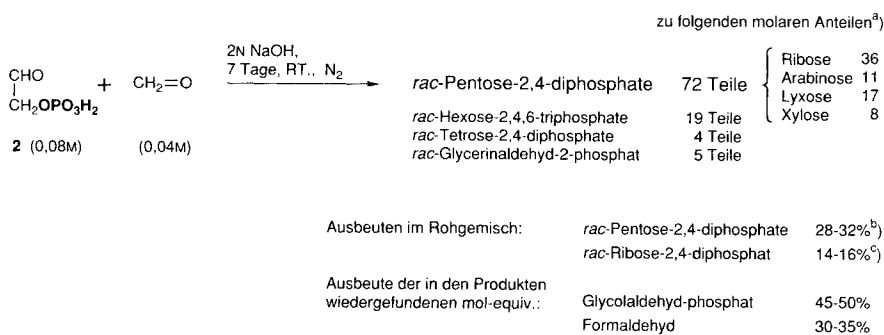 zu folgenden molaren Anteilen a)
2N NaOH,
7 Tage, RT., N2
CHO
CH2OPO3H2
+
CH2=O
2 (0,08M)
(0,04M)
rac-Pentose-2,4-diphosphate 72 Teile
rac-Hexose-2,4,6-triphosphate 19 Teile
rac-Tetrose-2,4-diphosphate 4 Teile
rac-Glycerinaldehyd-2-phosphat 5 Teile
Ribose 36
Arabinose 11
Lyxose 17
Xylose 8
Ausbeuten im Rohgemisch: rac-Pentose-2,4-diphosphate 28-32% b)
rac-Ribose-2,4-diphosphat 14-16% c)
Ausbeute der in den Produkten
wiedergefundenen mol-equiv.: Glycolaldehyd-phosphat 45-50%
Formaldehyd 30-35%